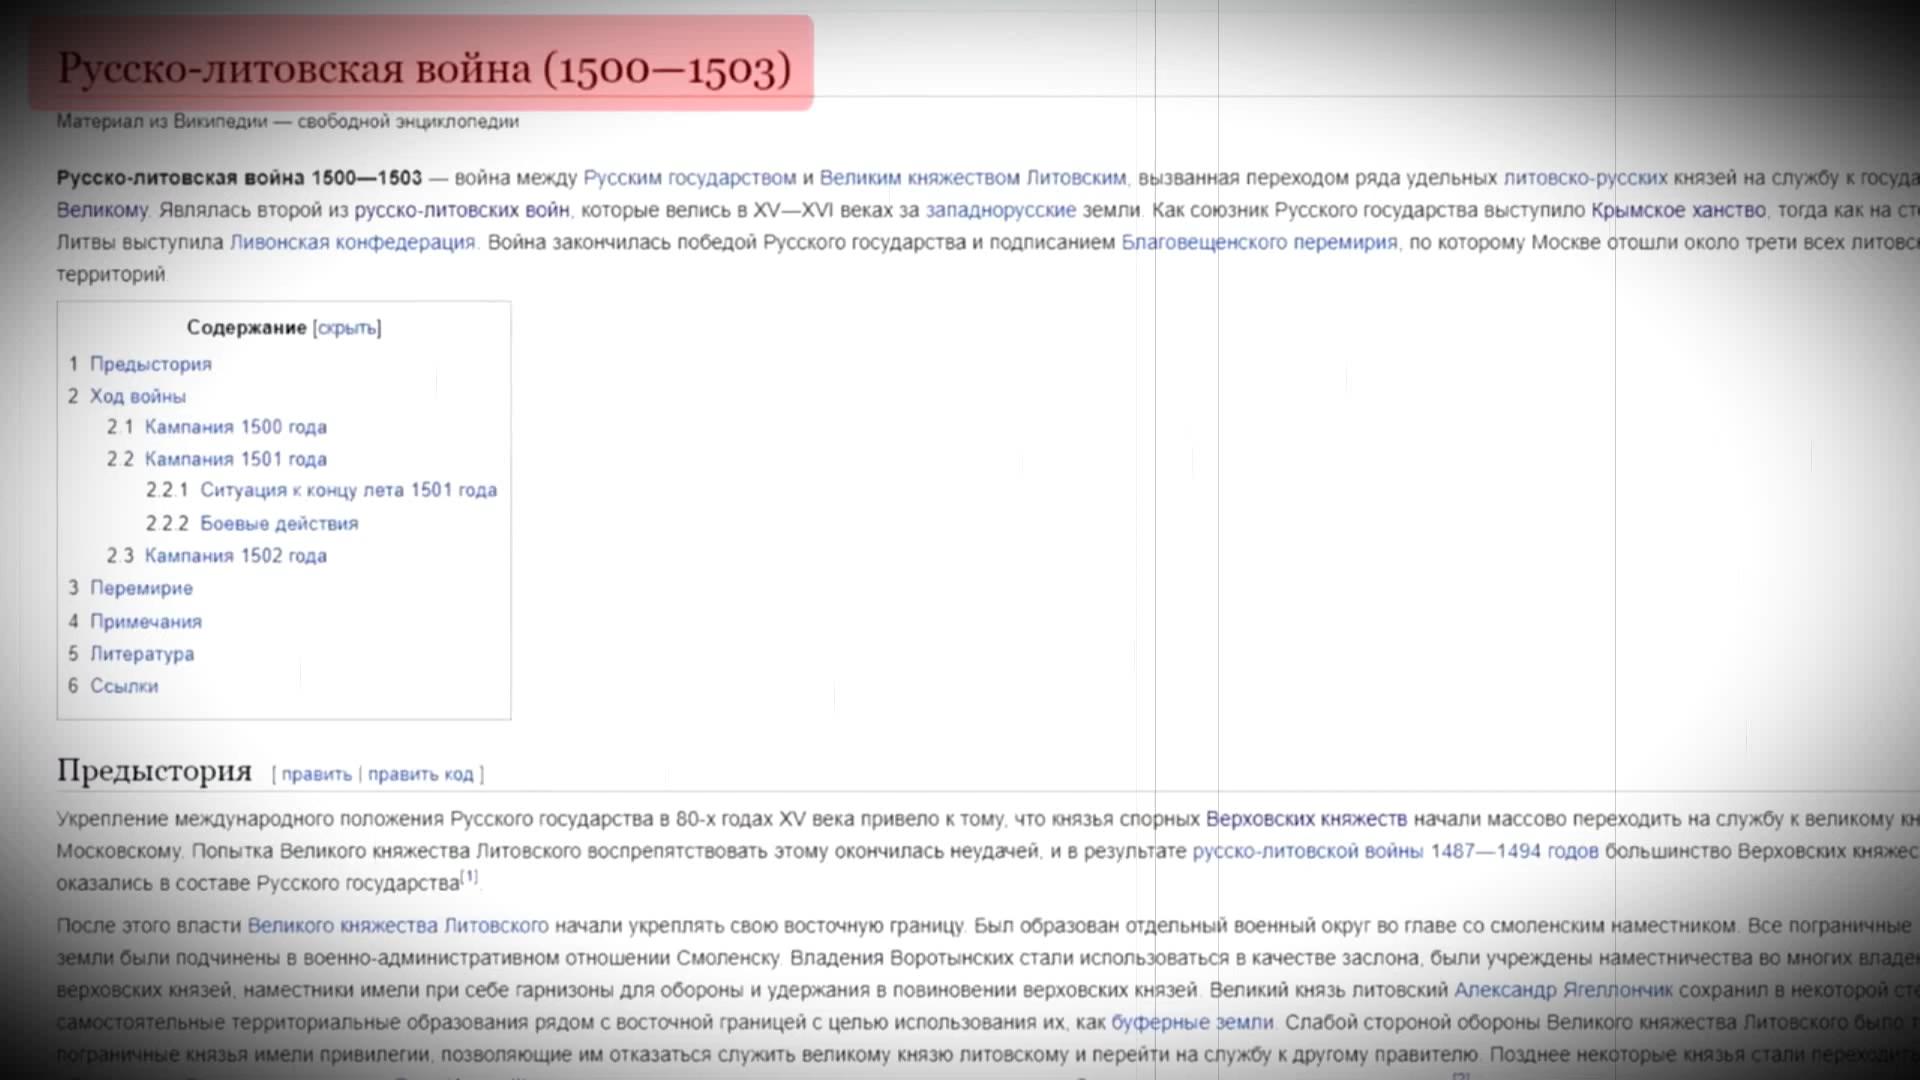 Русско-литовская война (1500—1503)
Материал из Википедии — свободной энциклопедии
Русско-литовская война 1500—1503 — война между Русским государством и Великим княжеством Литовским, вызванная переходом ряда удельных литовско-русских князей на службу к
Великому. Являлась второй из русско-литовских войн, которые велись в XV—XVI веках за западнорусские земли. Как союзник Русского государства выступило Крымское ханство, тогда как на
Литвы выступила Ливонская конфедерация. Война закончилась победой Русского государства и подписанием Благовещенского перемирия, по которому Москве отошли около трети всех
территорий.
Содержание [скрыть]
1 Предыстория
2 Ход войны
2.1 Кампания 1500 года
2.2 Кампания 1501 года
2.2.1 Ситуация к концу лета 1501 года
2.2.2 Боевые действия
2.3 Кампания 1502 года
3 Перемирие
4 Примечания
5 Литература
6 Ссылки
Предыстория [ править | править код ]
Укрепление международного положения Русского государства в 80-х годах XV века привело к тому, что князья спорных Верховских княжеств начали массово переходить на службу к великому
Московскому. Попытка Великого княжества Литовского воспрепятствовать этому окончилась неудачей, и в результате русско-литовской войны 1487—1494 годов большинство Верховских
оказались в составе Русского государства[1].
После этого власти Великого княжества Литовского начали укреплять свою восточную границу. Был образован отдельный военный округ во главе со смоленским наместником. Все пограничные
земли были подчинены в военно-административном отношении Смоленску. Владения Воротынских стали использоваться в качестве заслона, были учреждены наместничества во многих
верховских князей, наместники имели при себе гарнизоны для обороны и удержания в повиновении верховских князей. Великий князь литовский Александр Ягеллончик сохранил в некоторой
самостоятельные территориальные образования рядом с восточной границей с целью использования их, как буферные земли. Слабой стороной обороны Великого княжества Литовского было
пограничные князья имели привилегии, позволяющие им отказаться служить великому князю литовскому и перейти на службу к другому правителю. Позднее некоторые князья стали